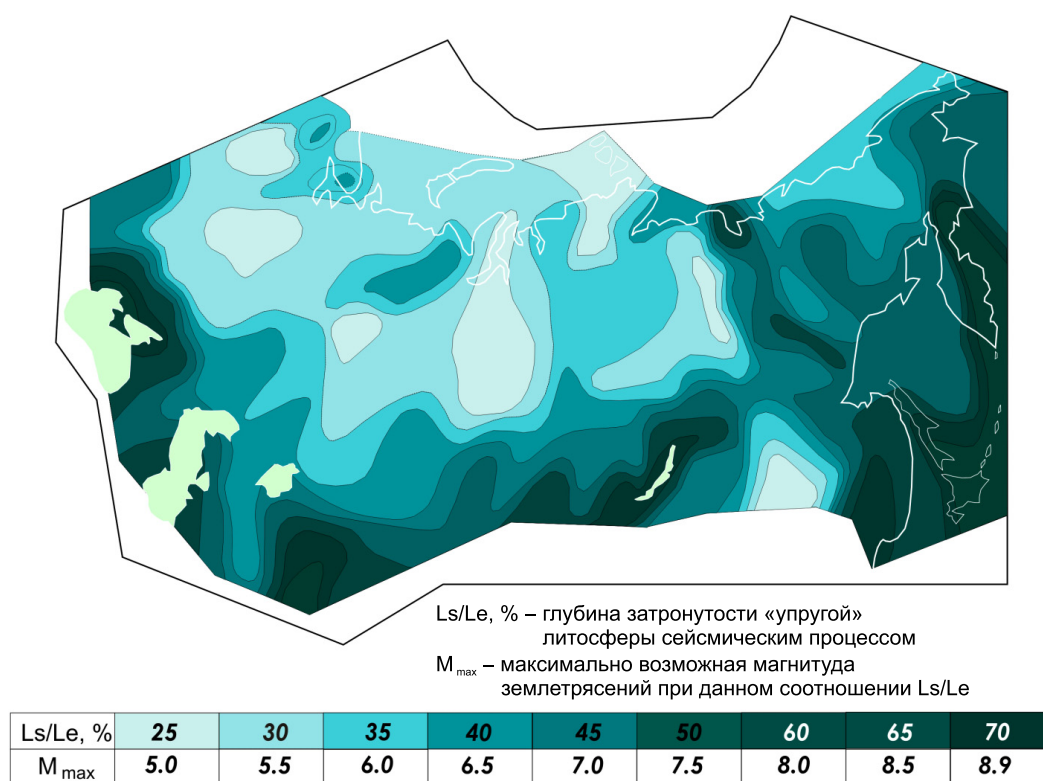 Ls/Le, % – глубина затронутости «упругой»
литосферы сейсмическим процессом
M max – максимально возможная магнитуда
землетрясений при данном соотношении Ls/Le
Ls/Le, % 25 30 35 40 45 50 60 65 70
M max 5.0 5.5 6.0 6.5 7.0 7.5 8.0 8.5 8.9